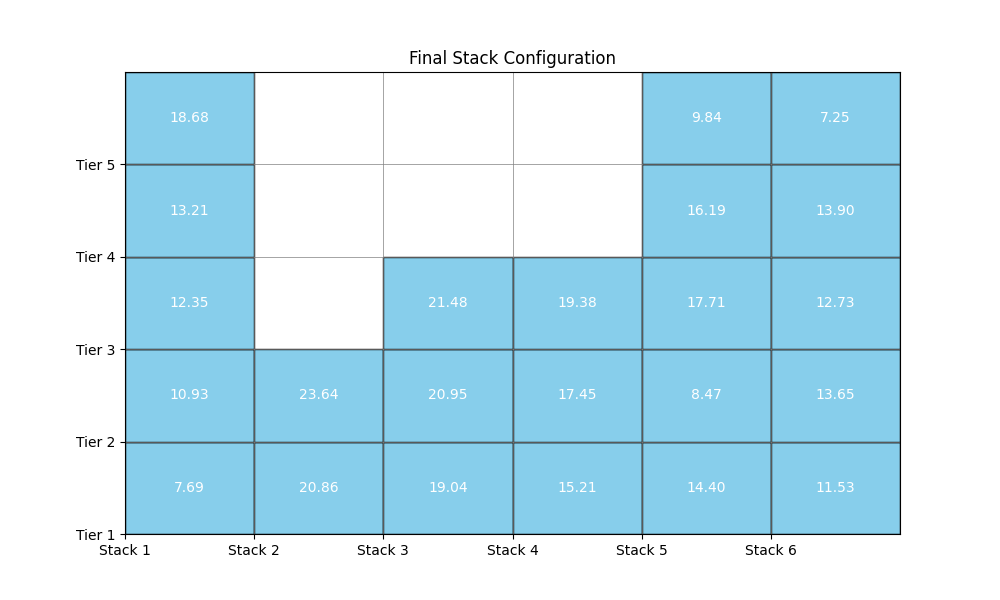 Final Stack Configuration
18.68 9.84 7.25
Tier 5
13.21 16.19 13.90
Tier 4
12.35 21.48 19.38 17.71 12.73
Tier 3
10.93 23.64 20.95 17.45 8.47 13.65
Tier 2
7.69 20.86 19.04 15.21 14.40 11.53
Tier 1
Stack 1 Stack 2 Stack 3 Stack 4 Stack 5 Stack 6